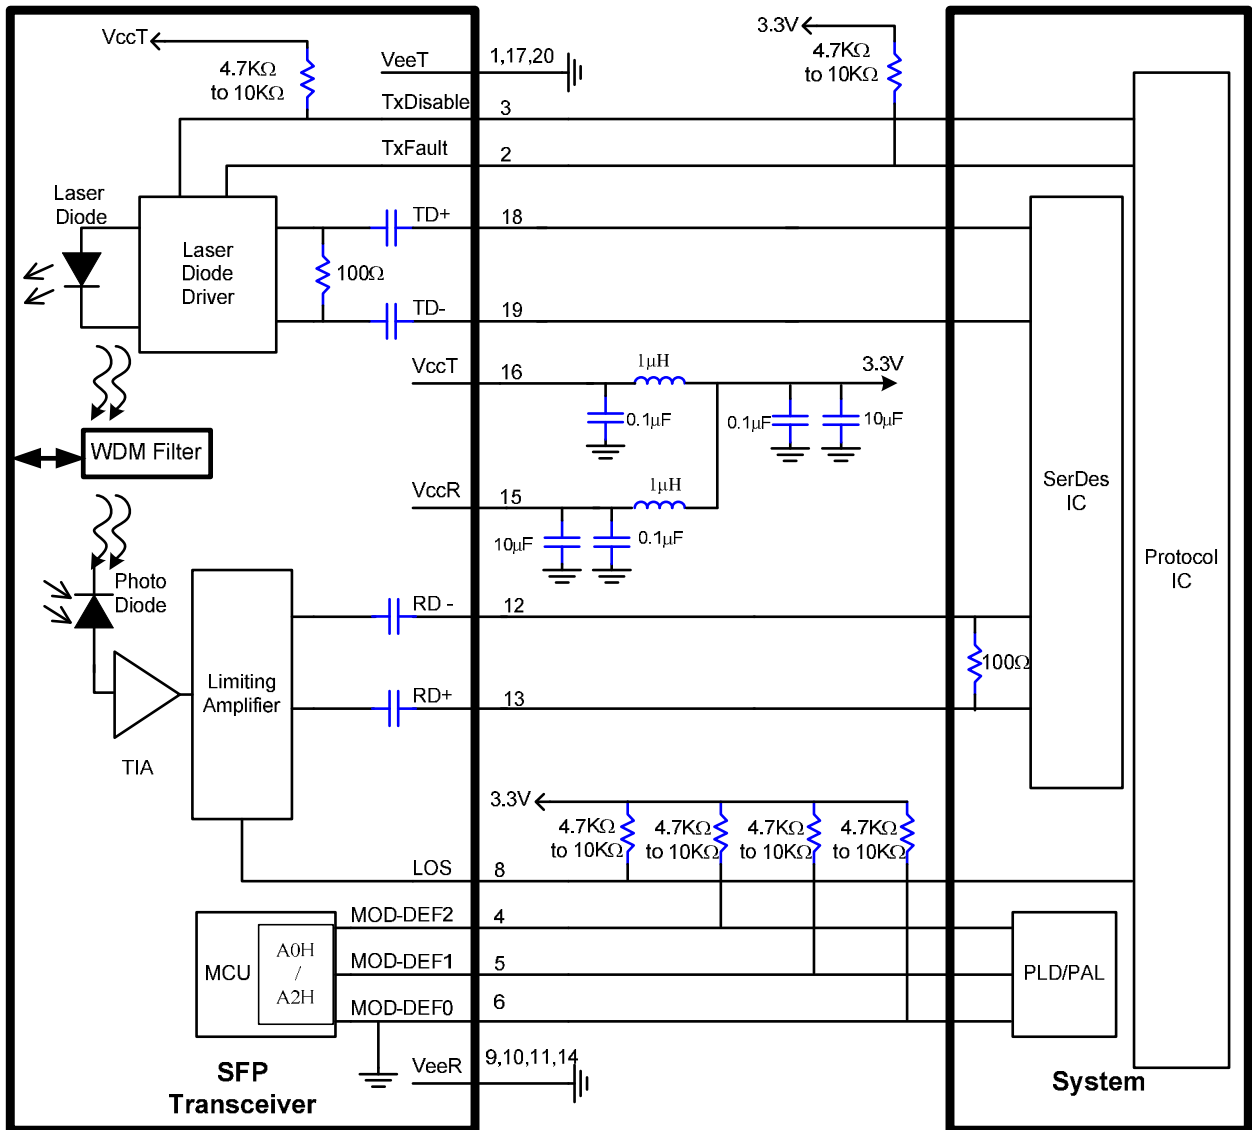 VccT
4.7KΩ
to 10KΩ
VeeT
1,17,20
3.3V
4.7KΩ
to 10KΩ
TxDisable
3
TxFault
2
Laser
Diode
Laser
Diode
Driver
TD+
18
100Ω
TD-
19
VccT
16
1μH
3.3V
0.1μF
0.1μF
10μF
WDM Filter
VccR
15
1μH
10μF
0.1μF
SerDes
IC
Protocol
IC
Photo
Diode
RD -
12
100Ω
Limiting
Amplifier
RD+
13
TIA
3.3V
4.7KΩ
to 10KΩ
4.7KΩ
to 10KΩ
4.7KΩ
to 10KΩ
4.7KΩ
to 10KΩ
LOS
8
MOD-DEF2
4
MCU
A0H
/
A2H
MOD-DEF1
5
PLD/PAL
MOD-DEF0
6
VeeR
9,10,11,14
SFP
Transceiver
System